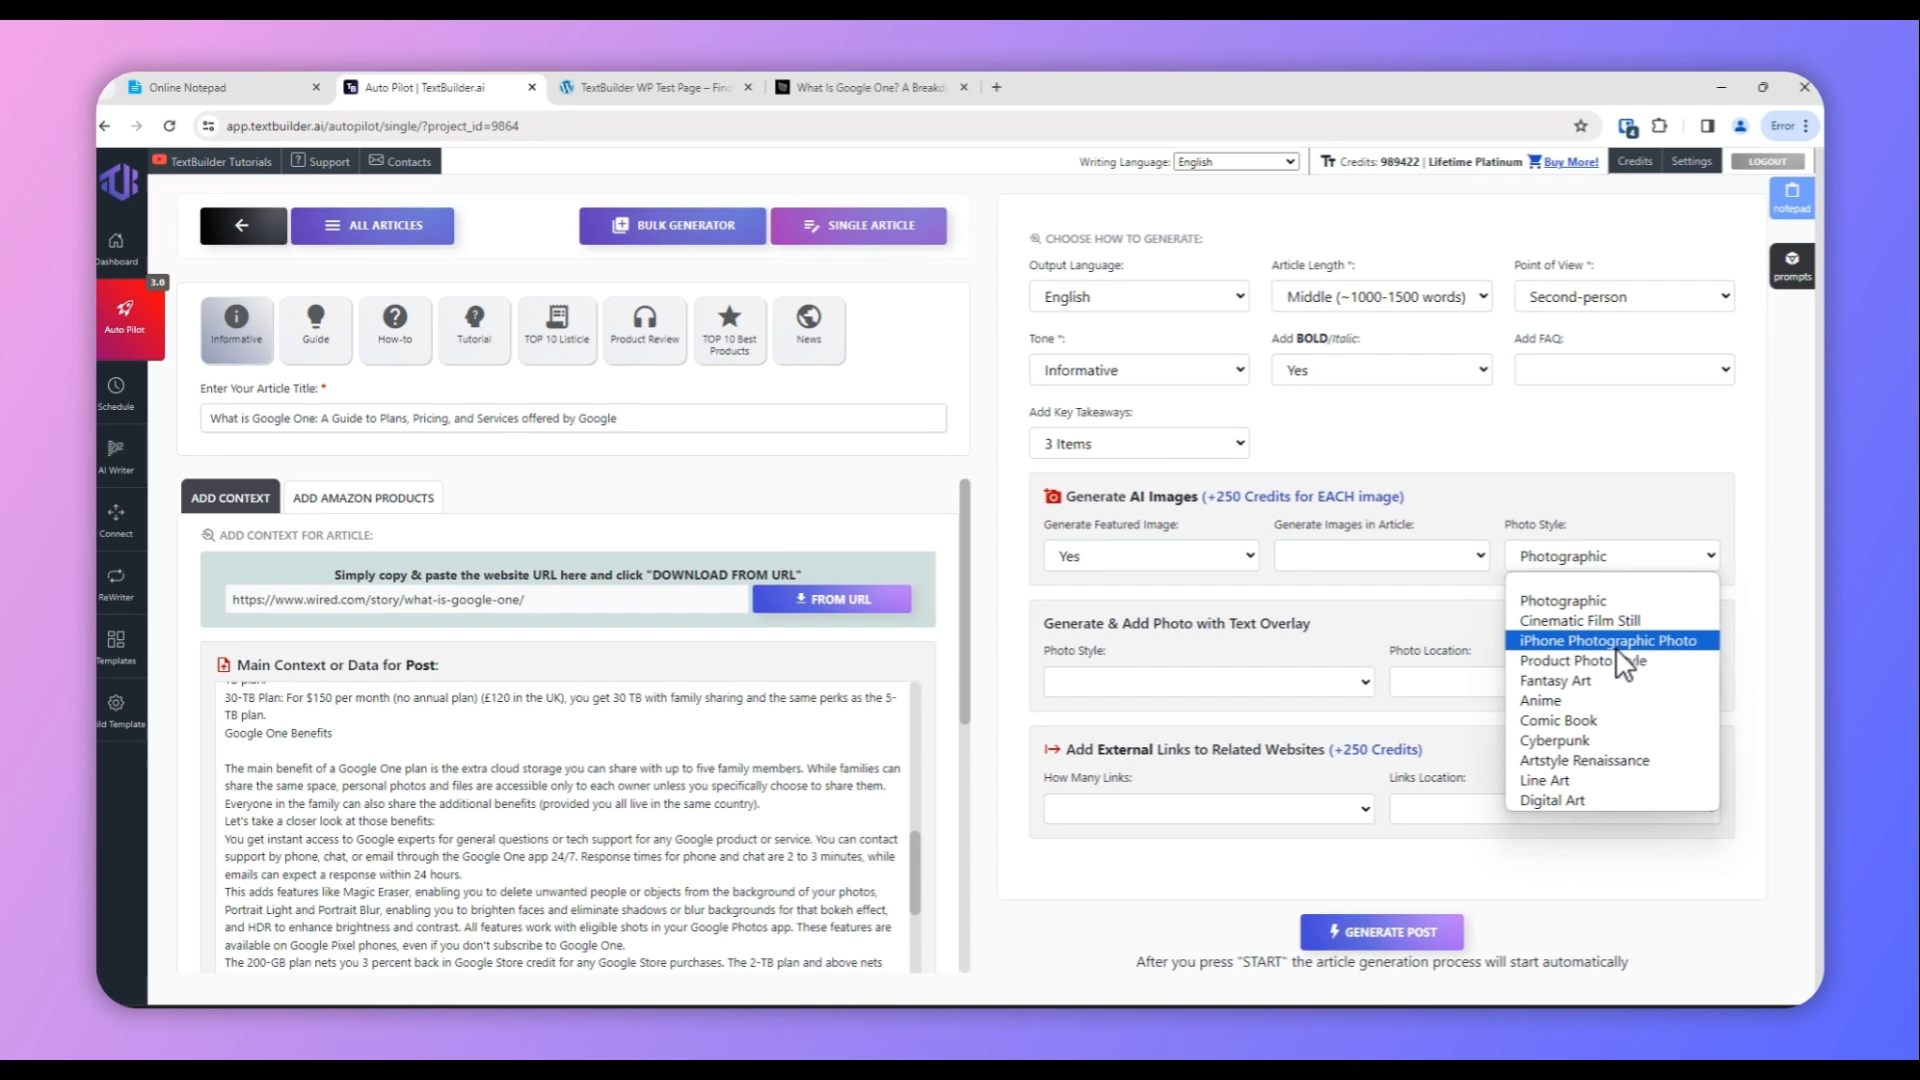 Online Notepad
Auto Pilot | TextBuilder.ai
TextBuilder WP Test Page – Find
What Is Google One? A Breakd
app.textbuilder.ai/autopilot/single/?project_id=9864
Error
TextBuilder Tutorials
Support
Contacts
Writing Language: English
Credits: 989422 | Lifetime Platinum
Buy More!
Credits
Settings
LOGOUT
notepad
prompts
Dashboard
3.0
Auto Pilot
Schedule
AI Writer
Connect
ReWriter
Templates
ild Template
ALL ARTICLES
BULK GENERATOR
SINGLE ARTICLE
Informative
Guide
How-to
Tutorial
TOP 10 Listicle
Product Review
TOP 10 Best
Products
News
Enter Your Article Title: *
What is Google One: A Guide to Plans, Pricing, and Services offered by Google
ADD CONTEXT
ADD AMAZON PRODUCTS
ADD CONTEXT FOR ARTICLE:
Simply copy & paste the website URL here and click "DOWNLOAD FROM URL"
https://www.wired.com/story/what-is-google-one/
FROM URL
Main Context or Data for Post:
30-TB Plan: For $150 per month (no annual plan) (£120 in the UK), you get 30 TB with family sharing and the same perks as the 5-
TB plan.
Google One Benefits
The main benefit of a Google One plan is the extra cloud storage you can share with up to five family members. While families can
share the same space, personal photos and files are accessible only to each owner unless you specifically choose to share them.
Everyone in the family can also share the additional benefits (provided you all live in the same country).
Let's take a closer look at those benefits:
You get instant access to Google experts for general questions or tech support for any Google product or service. You can contact
support by phone, chat, or email through the Google One app 24/7. Response times for phone and chat are 2 to 3 minutes, while
emails can expect a response within 24 hours.
This adds features like Magic Eraser, enabling you to delete unwanted people or objects from the background of your photos,
Portrait Light and Portrait Blur, enabling you to brighten faces and eliminate shadows or blur backgrounds for that bokeh effect,
and HDR to enhance brightness and contrast. All features work with eligible shots in your Google Photos app. These features are
available on Google Pixel phones, even if you don't subscribe to Google One.
The 200-GB plan nets you 3 percent back in Google Store credit for any Google Store purchases. The 2-TB plan and above nets
CHOOSE HOW TO GENERATE:
Output Language:
Article Length *:
Point of View *:
English
Middle (~1000-1500 words)
Second-person
Tone *:
Add BOLD/Italic:
Add FAQ:
Informative
Yes
Add Key Takeaways:
3 Items
Generate AI Images (+250 Credits for EACH image)
Generate Featured Image:
Generate Images in Article:
Photo Style:
Yes
Photographic
Photographic
Cinematic Film Still
iPhone Photographic Photo
Product Photo
Fantasy Art
Anime
Comic Book
Cyberpunk
Artstyle Renaissance
Line Art
Digital Art
Generate & Add Photo with Text Overlay
Photo Style:
Photo Location:
Add External Links to Related Websites (+250 Credits)
How Many Links:
Links Location:
GENERATE POST
After you press "START" the article generation process will start automatically